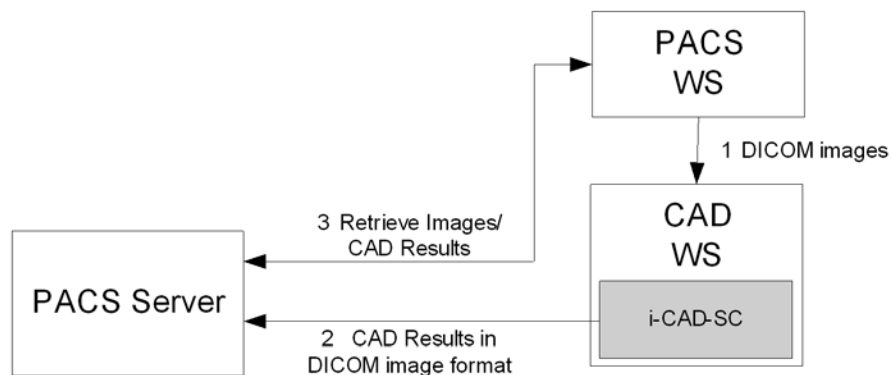 PACS
WS
1 DICOM images
CAD
WS
3 Retrieve Images/
CAD Results
PACS Server
i-CAD-SC
2 CAD Results in
DICOM image format